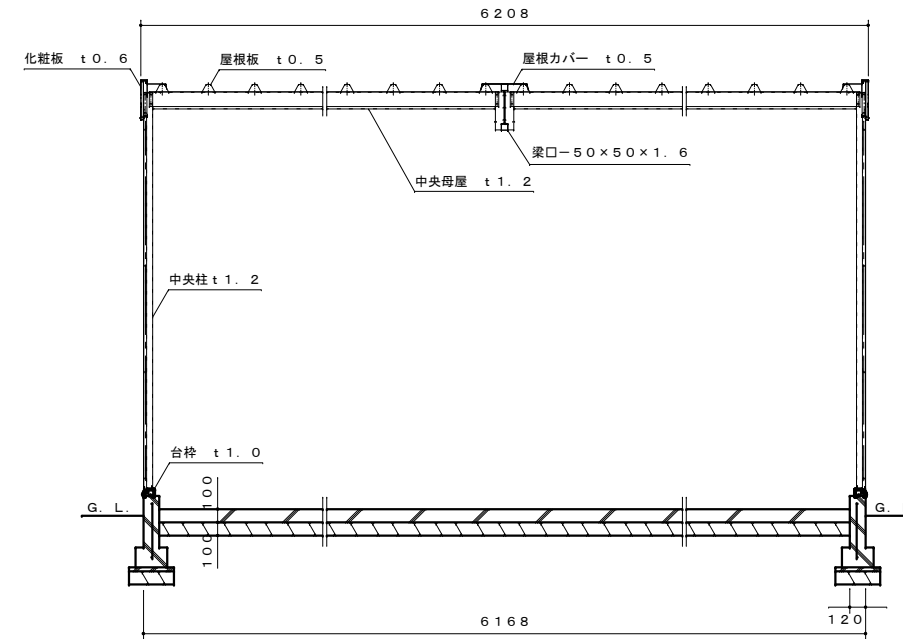 ６２０８
化粧板　ｔ０．６
屋根板　ｔ０．５
屋根カバー　ｔ０．５
梁口－５０×５０×１．６
中央母屋　ｔ１．２
中央柱ｔ１．２
台枠　ｔ１．０
１００
Ｇ．Ｌ．
Ｇ．
１００
６１６８
１２０